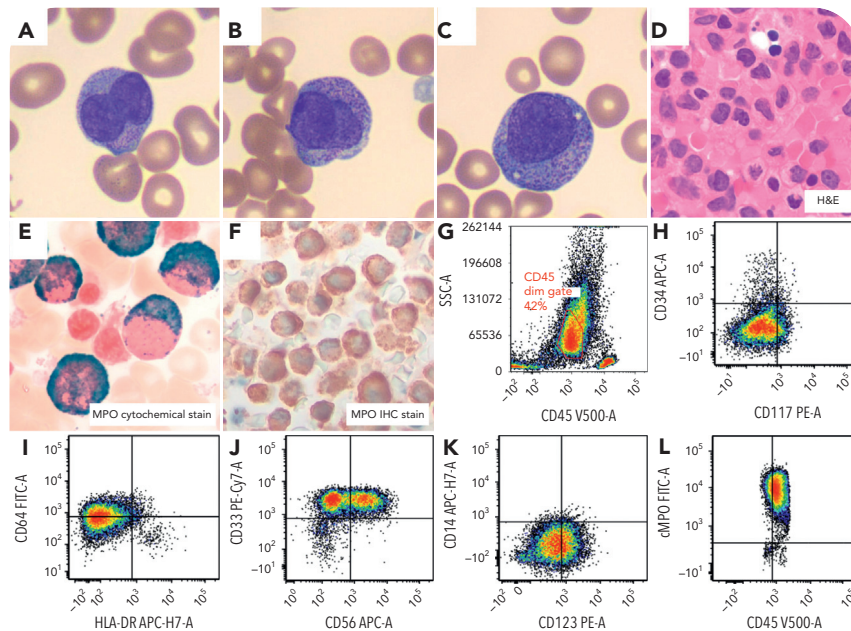 A
B
C
D
H&E
E
MPO cytochemical stain
F
MPO IHC stain
G
SSC-A
262144
196608
131072
65536
0
CD45
dim gate
42%
−10² 0 10² 10³ 10⁴ 10⁵
CD45 V500-A
H
CD34 APC-A
10⁵
10⁴
10³
10²
−10¹
−10¹ 10² 10³ 10⁴ 10⁵
CD117 PE-A
I
CD64 FITC-A
10⁵
10⁴
10³
10²
10¹
−10² 10² 10³ 10⁴ 10⁵
HLA-DR APC-H7-A
J
CD33 PE-Cy7-A
10⁵
10⁴
10³
10²
−10¹
−10 0 10² 10³ 10⁴ 10⁵
CD56 APC-A
K
CD14 APC-H7-A
10⁵
10⁴
10³
−10²
−10² 0 10² 10³ 10⁴ 10⁵
CD123 PE-A
L
cMPO FITC-A
10⁵
10⁴
10³
10²
−10¹
−10² 10² 10³ 10⁴ 10⁵
CD45 V500-A